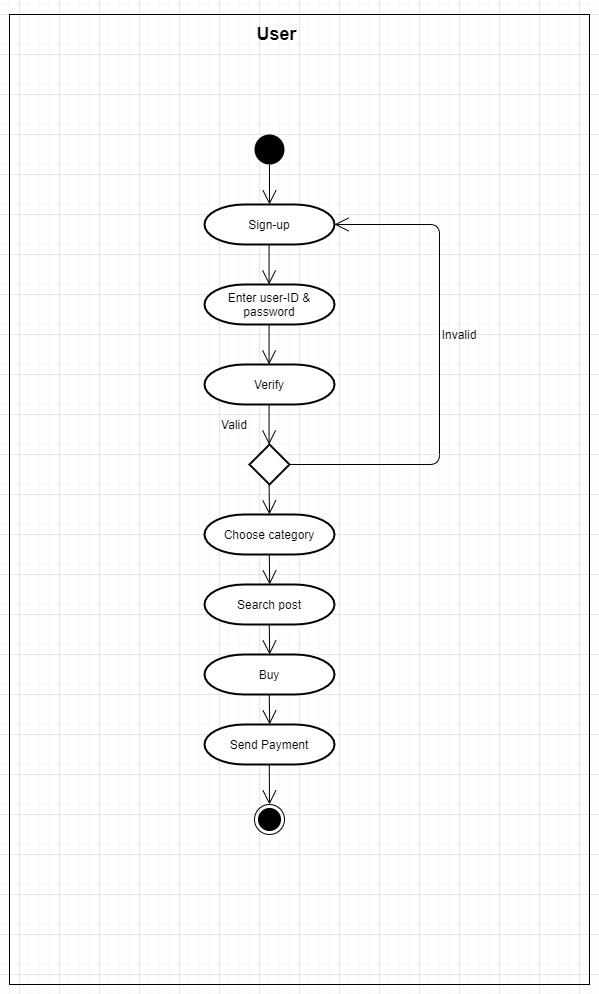 User
Sign-up
Enter user-ID &
password
Invalid
Verify
Valid
Choose category
Search post
Buy
Send Payment